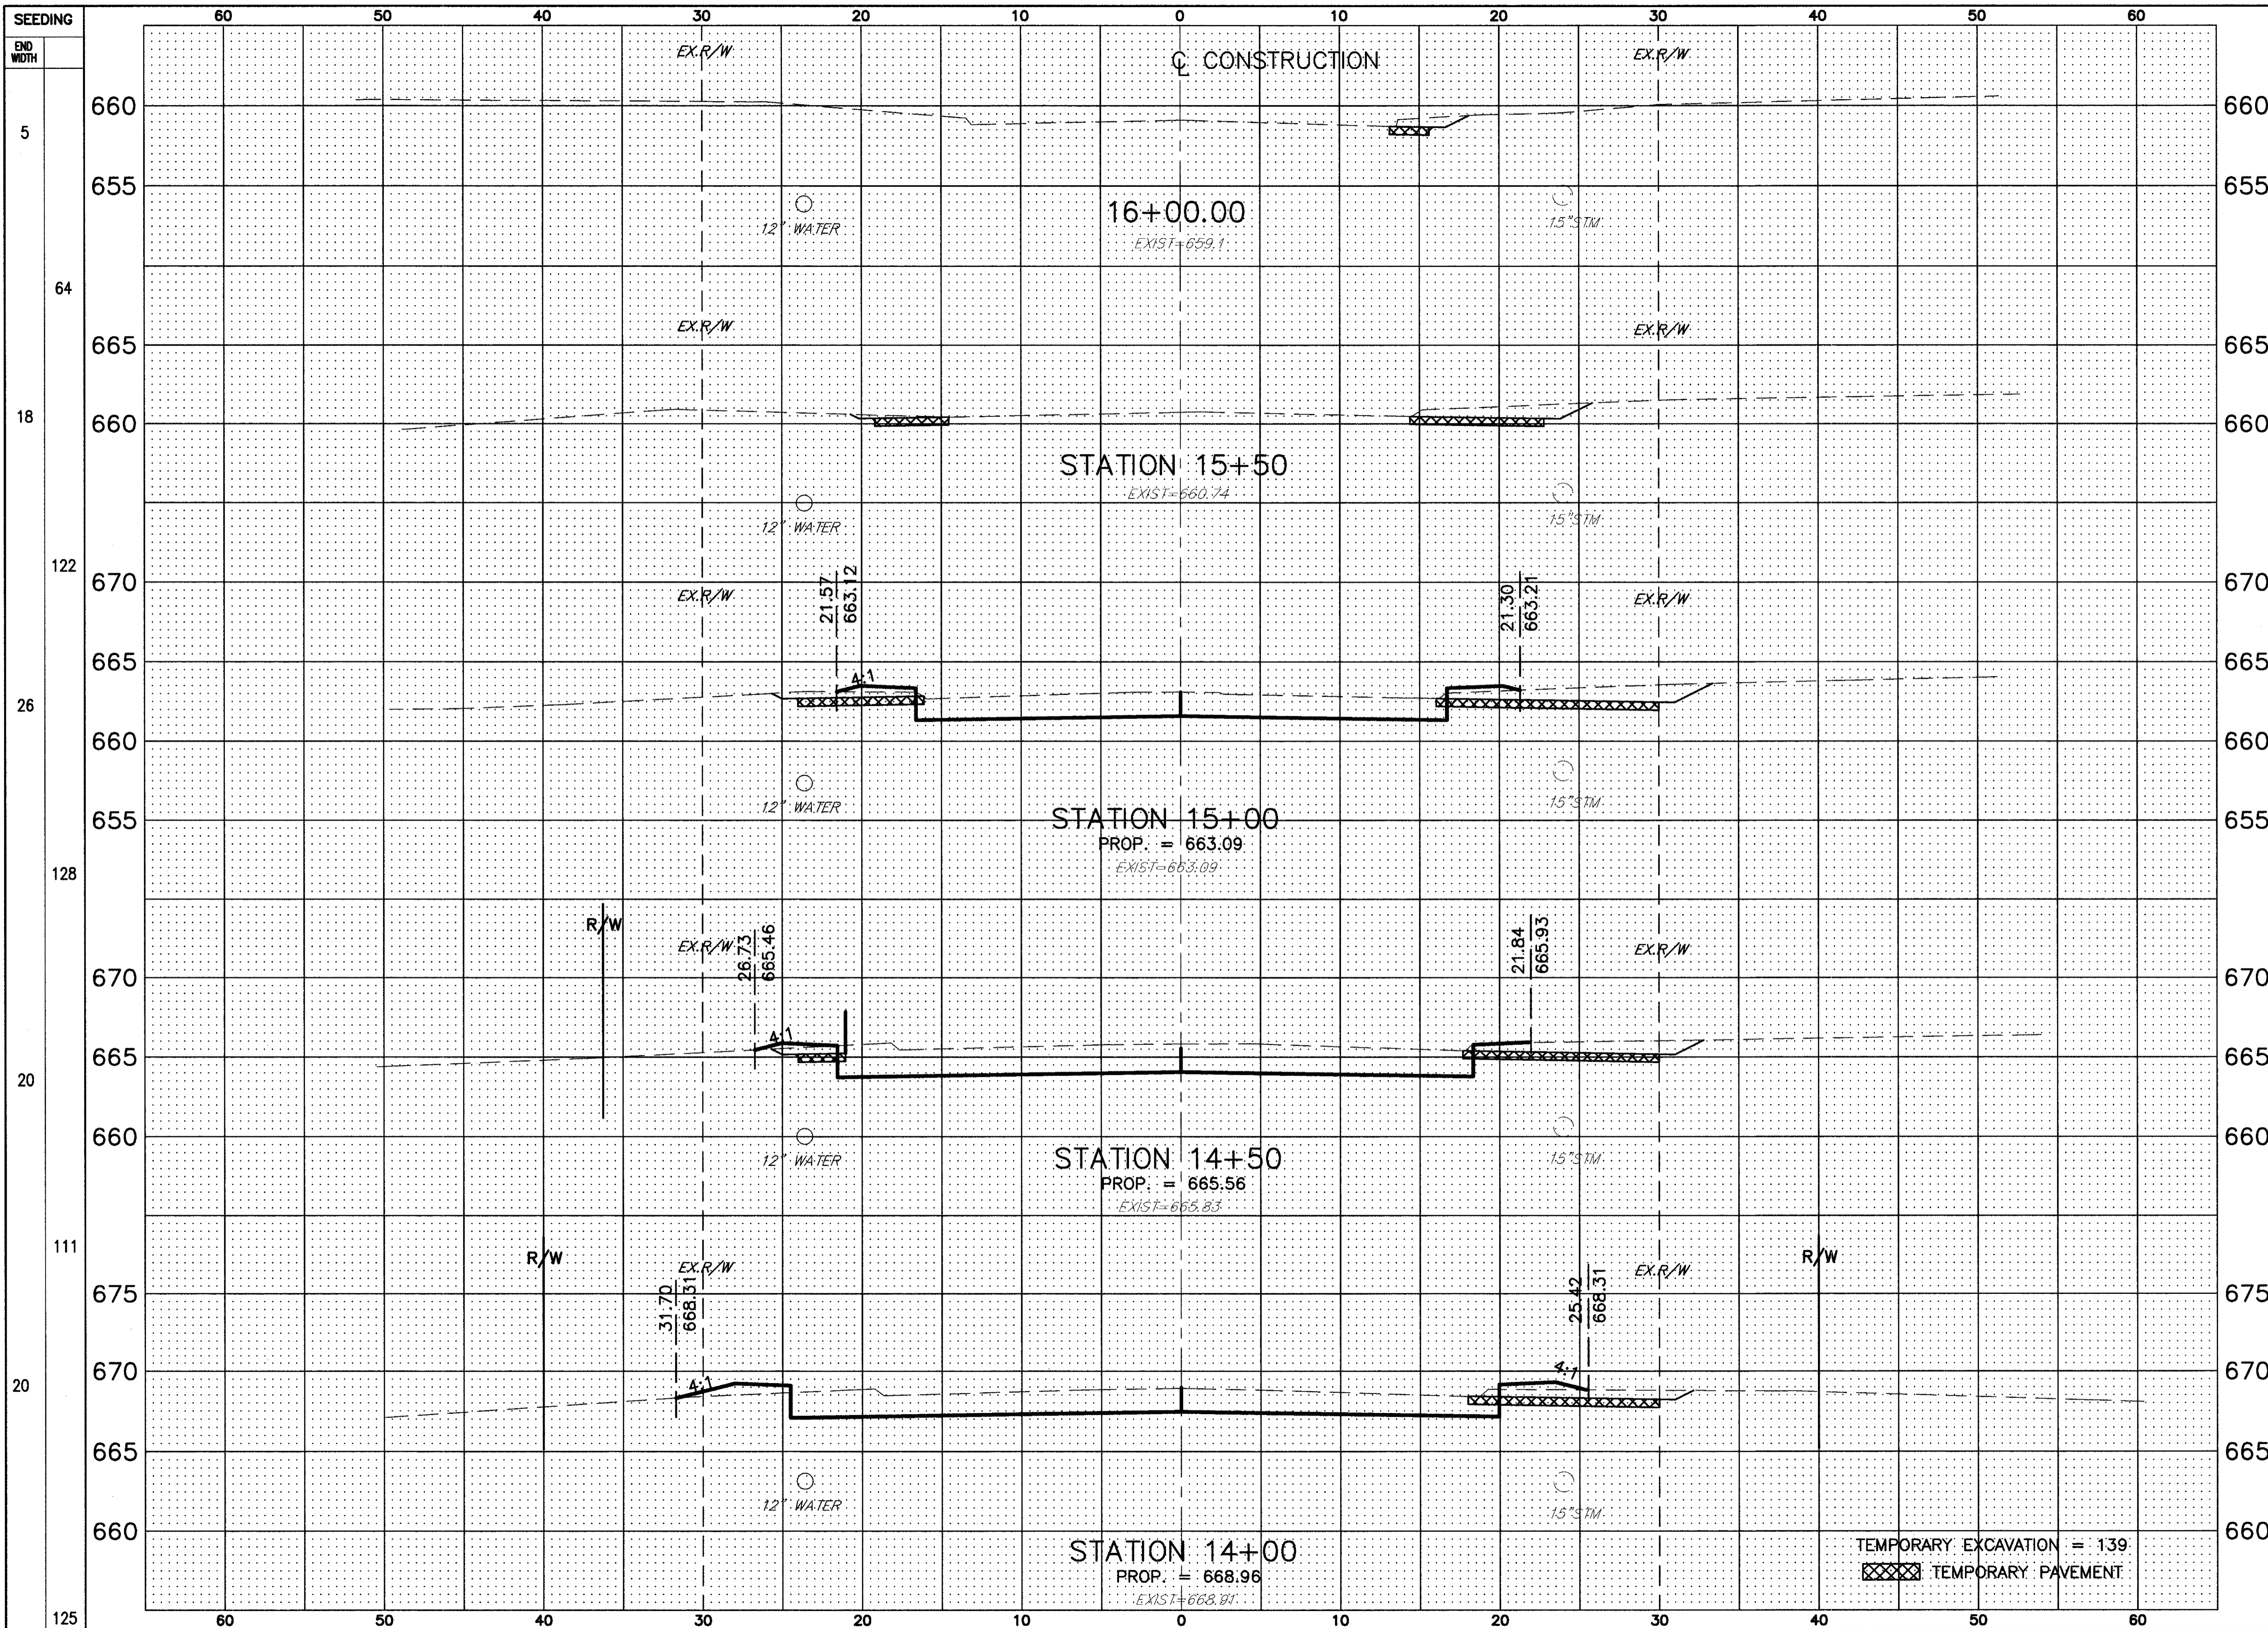 SEEDING
END WIDTH
60 50 40 30 20 10 0 10 20 30 40 50 60
EX.R/W
℄ CONSTRUCTION
EX.R/W
660 660
5
655 655
12" WATER
16+00.00
EXIST=659.1
15"STM
64
EX.R/W
EX.R/W
665 665
18
660 660
STATION 15+50
EXIST=660.74
12" WATER
15"STM
122
670 670
EX.R/W
21.57
663.12
21.30
663.21
EX.R/W
665 665
4:1
26
660 660
12" WATER
15"STM
655 655
STATION 15+00
PROP. = 663.09
EXIST=663.09
128
R/W
EX.R/W
26.73
665.46
21.84
665.93
EX.R/W
670 670
4:1
665 665
20
660 660
12" WATER
STATION 14+50
PROP. = 665.56
EXIST=665.83
15"STM
111
R/W
EX.R/W
EX.R/W
R/W
675 675
31.70
668.31
25.42
668.31
670 670
4:1
4:1
20
665 665
12" WATER
15"STM
660 660
STATION 14+00
PROP. = 668.96
EXIST=668.91
TEMPORARY EXCAVATION = 139
TEMPORARY PAVEMENT
125
60 50 40 30 20 10 0 10 20 30 40 50 60